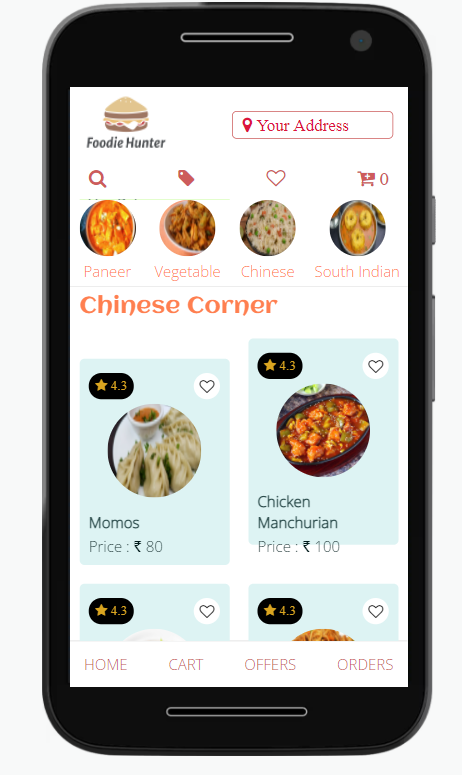 Foodie Hunter
Your Address
0
Paneer
Vegetable
Chinese
South Indian
Chinese Corner
4.3
4.3
Momos
Price : ₹ 80
Chicken
Manchurian
Price : ₹ 100
4.3
4.3
HOME
CART
OFFERS
ORDERS